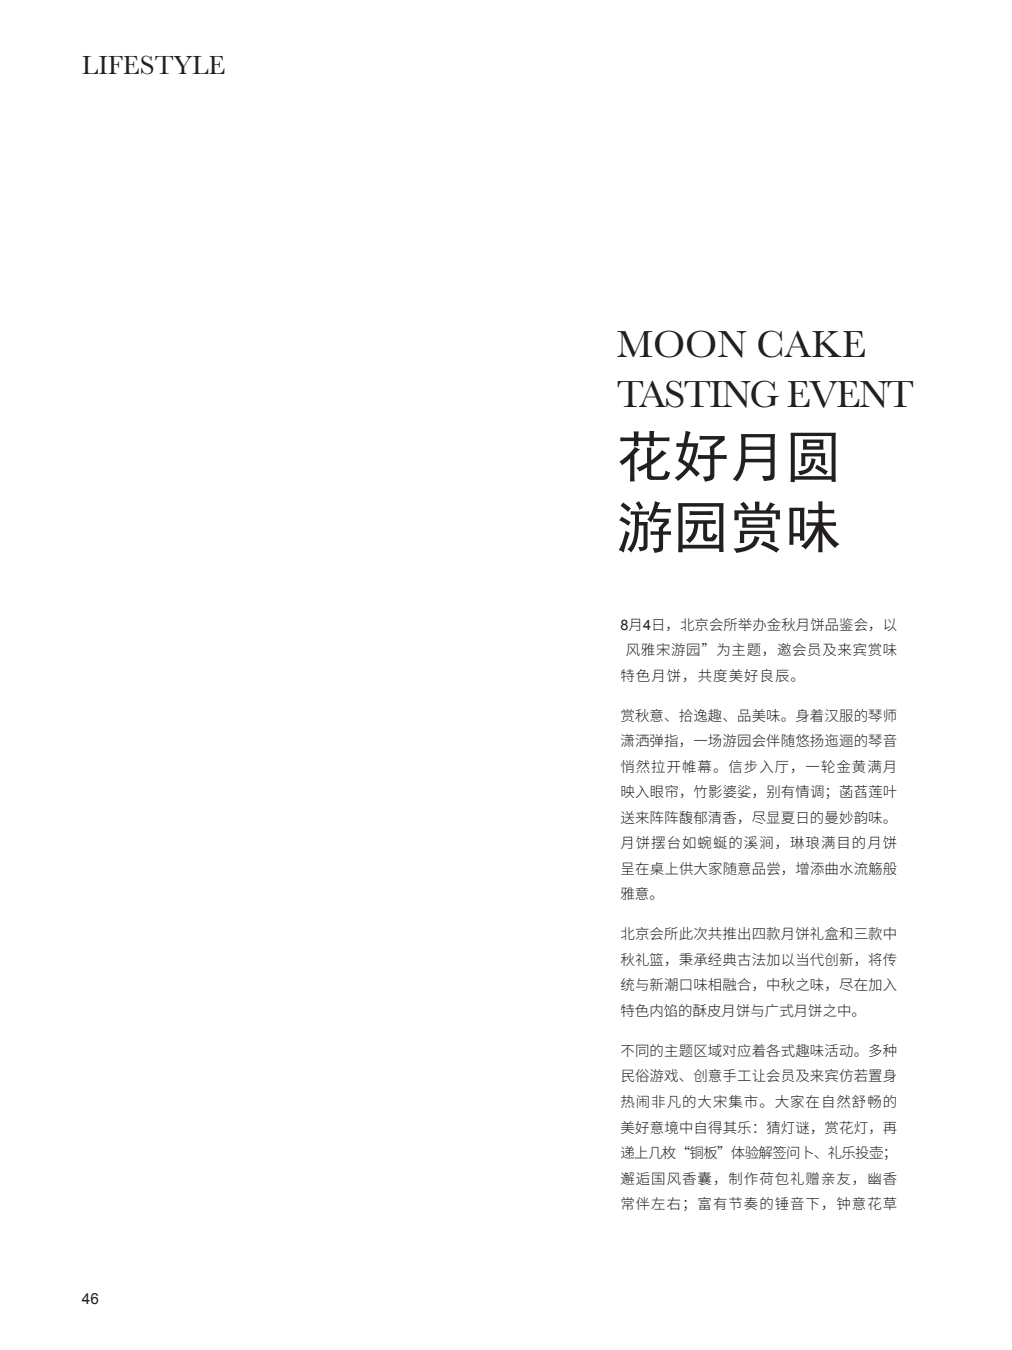 LIFESTYLE
MOON CAKE
TASTING EVENT
花好月圆
游园赏味
8月4日，北京会所举办金秋月饼品鉴会，以
风雅宋游园”为主题，邀会员及来宾赏味
特色月饼，共度美好良辰。
赏秋意、拾逸趣、品美味。身着汉服的琴师
潇洒弹指，一场游园会伴随悠扬迤逦的琴音
悄然拉开帷幕。信步入厅，一轮金黄满月
映入眼帘，竹影婆娑，别有情调；菡萏莲叶
送来阵阵馥郁清香，尽显夏日的曼妙韵味。
月饼摆台如蜿蜒的溪涧，琳琅满目的月饼
呈在桌上供大家随意品尝，增添曲水流觞般
雅意。
北京会所此次共推出四款月饼礼盒和三款中
秋礼篮，秉承经典古法加以当代创新，将传
统与新潮口味相融合，中秋之味，尽在加入
特色内馅的酥皮月饼与广式月饼之中。
不同的主题区域对应着各式趣味活动。多种
民俗游戏、创意手工让会员及来宾仿若置身
热闹非凡的大宋集市。大家在自然舒畅的
美好意境中自得其乐：猜灯谜，赏花灯，再
递上几枚“铜板”体验解签问卜、礼乐投壶；
邂逅国风香囊，制作荷包礼赠亲友，幽香
常伴左右；富有节奏的锤音下，钟意花草
46